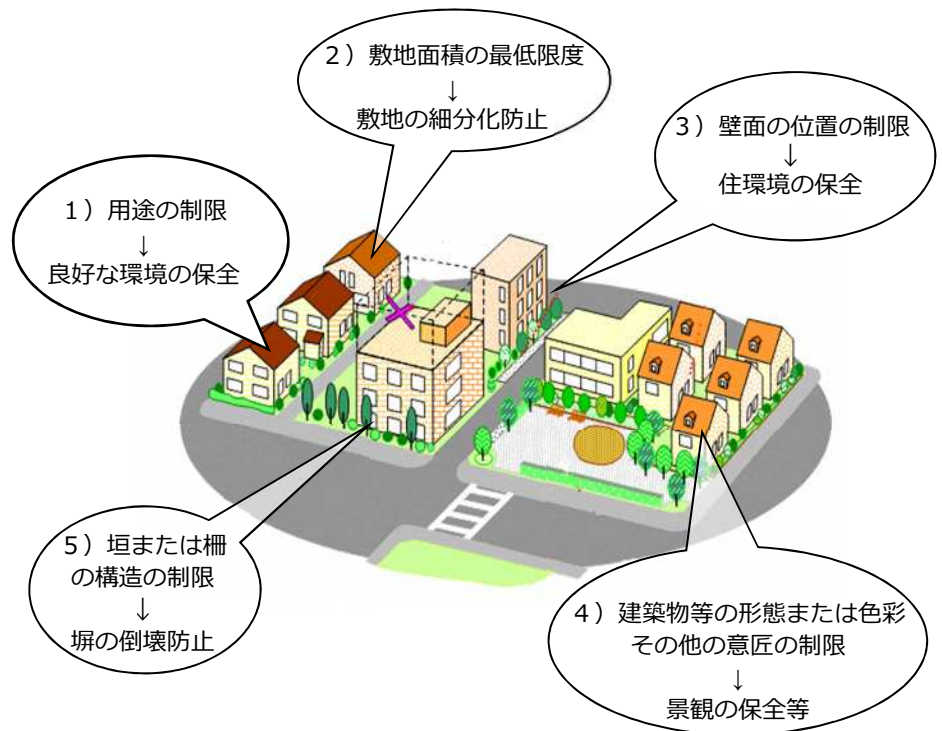 1）用途の制限
↓
良好な環境の保全
2）敷地面積の最低限度
↓
敷地の細分化防止
3）壁面の位置の制限
↓
住環境の保全
4）建築物等の形態または色彩
その他の意匠の制限
↓
景観の保全等
5）垣または柵
の構造の制限
↓
塀の倒壊防止